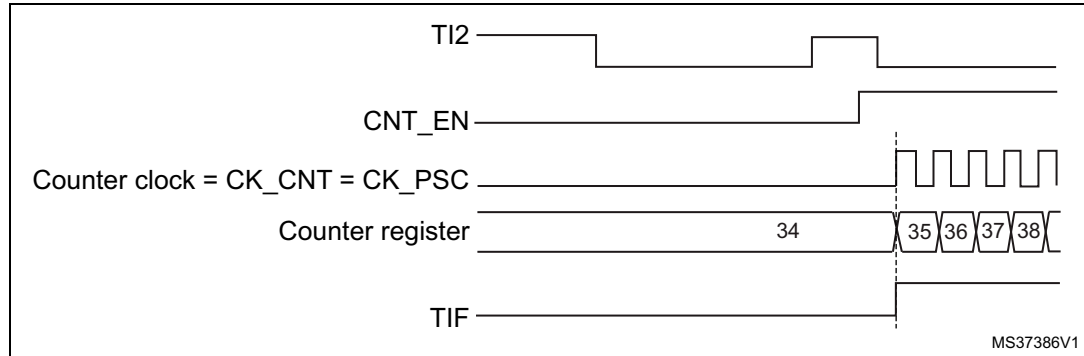 TI2
CNT_EN
Counter clock = CK_CNT = CK_PSC
Counter register 34 35 36 37 38
TIF
MS37386V1